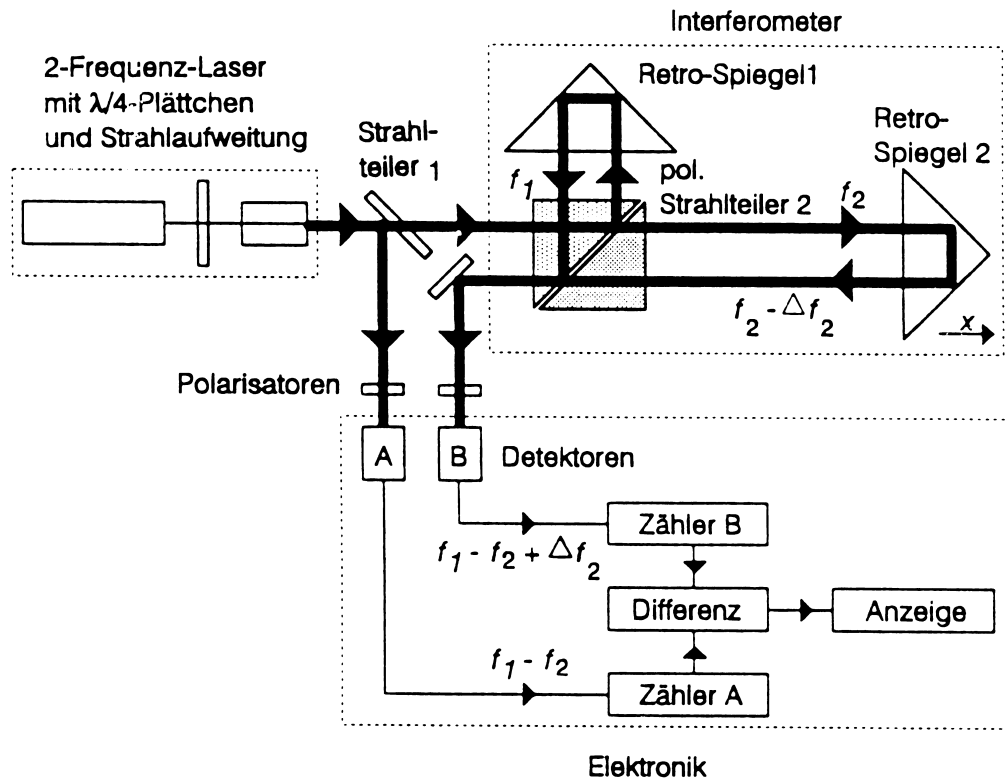 Interferometer
2-Frequenz-Laser
mit λ/4-Plättchen
und Strahlaufweitung
Strahl-
teiler 1
Retro-Spiegel1
Retro-
Spiegel 2
f1
pol.
Strahlteiler 2
f2
f2 - Δf2
x
Polarisatoren
A
B
Detektoren
Zähler B
f1 - f2 + Δf2
Differenz
Anzeige
f1 - f2
Zähler A
Elektronik